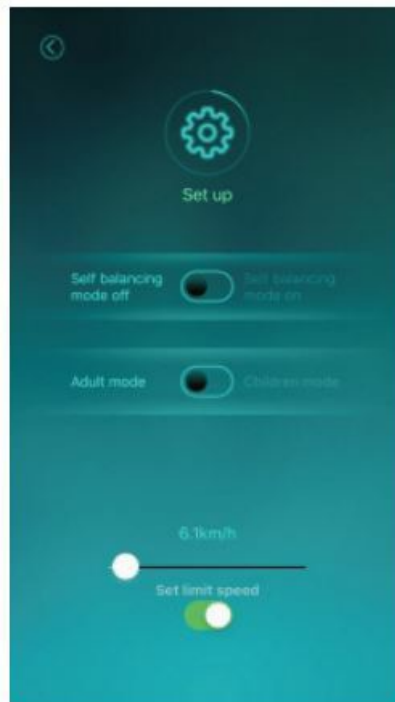 Set up
Self balancing
mode off
Self balancing
mode on
Adult mode
Children mode
6.1km/h
Set limit speed